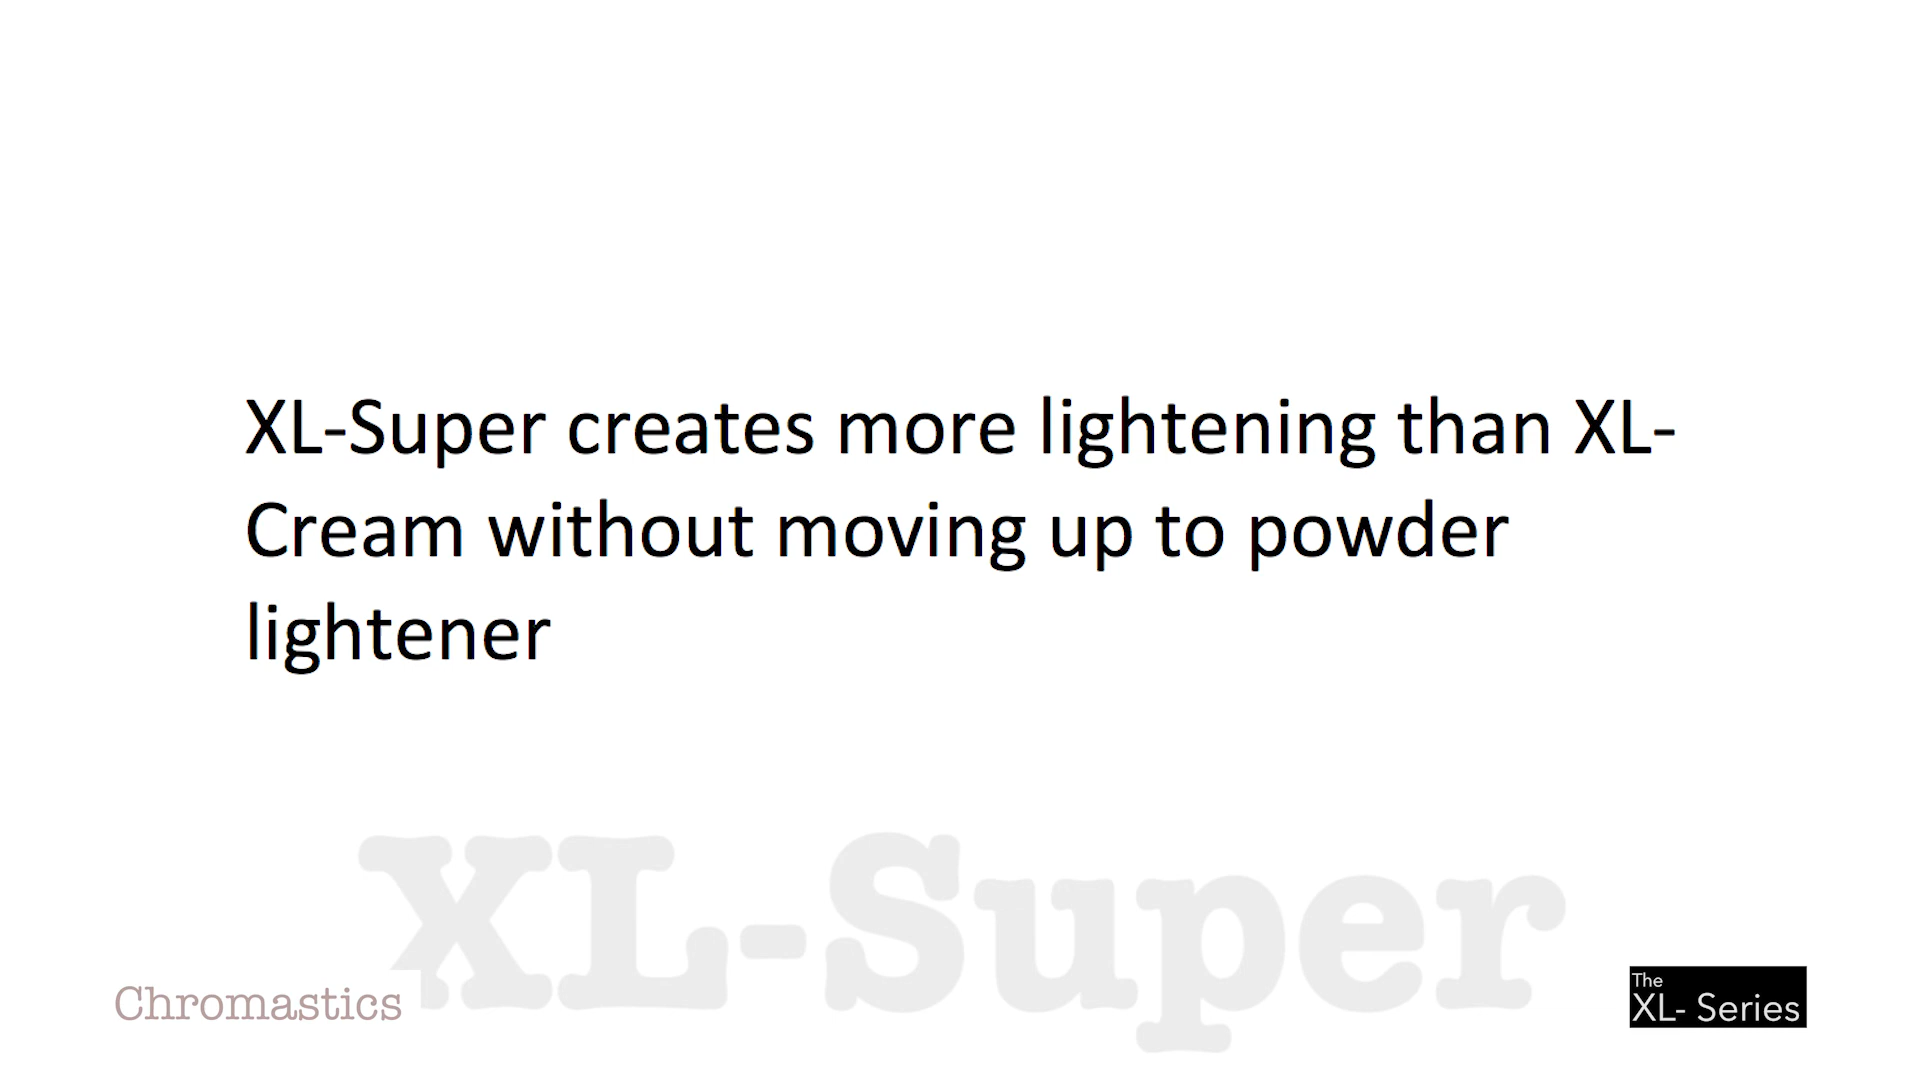 XL-Super creates more lightening than XL-
Cream without moving up to powder
lightener
XL-Super
Chromastics
The
XL- Series